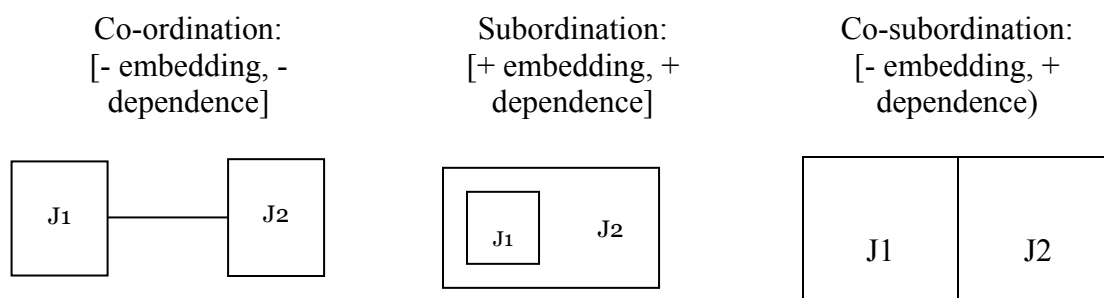 Co-ordination:
[- embedding, -
dependence]
Subordination:
[+ embedding, +
dependence]
Co-subordination:
[- embedding, +
dependence)
J1
J2
J1
J2
J1
J2